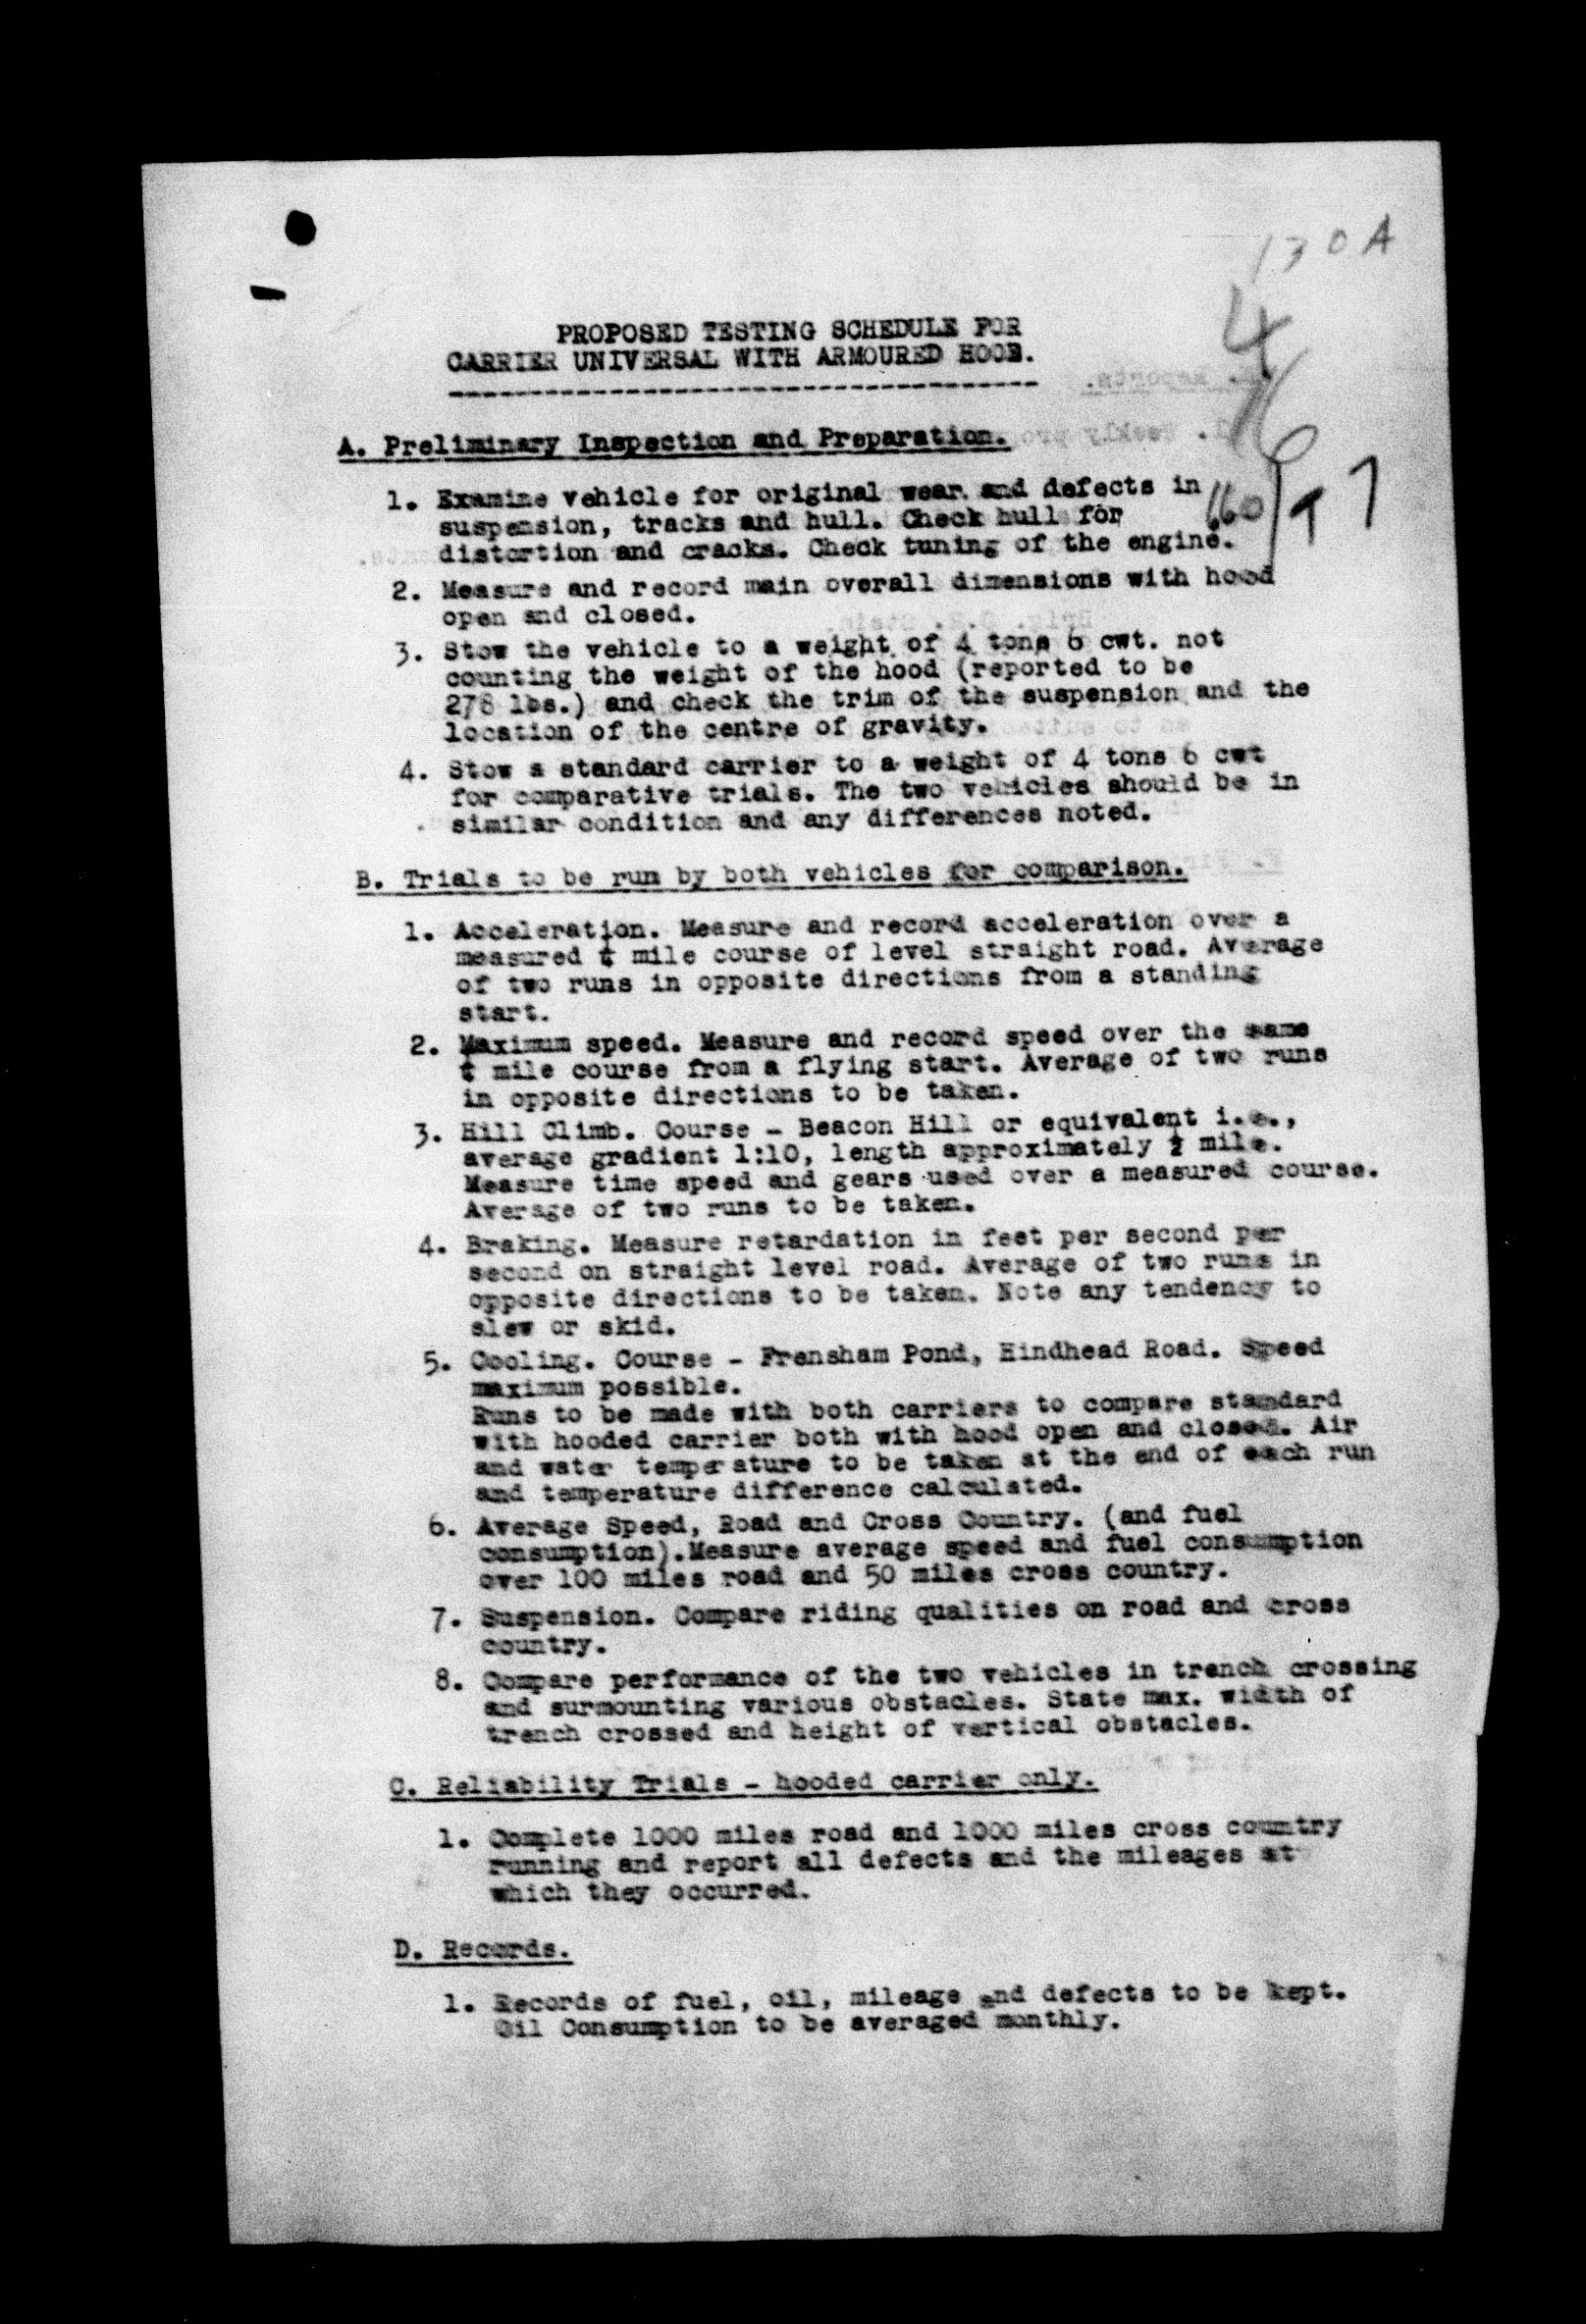 130A
46
PROPOSED TESTING SCHEDULE FOR
CARRIER UNIVERSAL WITH ARMOURED HOOD.
A. Preliminary Inspection and Preparation.
1. Examine vehicle for original wear and defects in
suspension, tracks and hull. Check hull for
distortion and cracks. Check tuning of the engine.
2. Measure and record main overall dimensions with hood
open and closed.
3. Stow the vehicle to a weight of 4 tons 6 cwt. not
counting the weight of the hood (reported to be
278 lbs.) and check the trim of the suspension and the
location of the centre of gravity.
4. Stow a standard carrier to a weight of 4 tons 6 cwt
for comparative trials. The two vehicles should be in
similar condition and any differences noted.
B. Trials to be run by both vehicles for comparison.
1. Acceleration. Measure and record acceleration over a
measured ¼ mile course of level straight road. Average
of two runs in opposite directions from a standing
start.
2. Maximum speed. Measure and record speed over the same
¼ mile course from a flying start. Average of two runs
in opposite directions to be taken.
3. Hill Climb. Course - Beacon Hill or equivalent i.e.,
average gradient 1:10, length approximately ½ mile.
Measure time speed and gears used over a measured course.
Average of two runs to be taken.
4. Braking. Measure retardation in feet per second per
second on straight level road. Average of two runs in
opposite directions to be taken. Note any tendency to
slew or skid.
5. Cooling. Course - Frensham Pond, Hindhead Road. Speed
maximum possible.
Runs to be made with both carriers to compare standard
with hooded carrier both with hood open and closed. Air
and water temperature to be taken at the end of each run
and temperature difference calculated.
6. Average Speed, Road and Cross Country. (and fuel
consumption).Measure average speed and fuel consumption
over 100 miles road and 50 miles cross country.
7. Suspension. Compare riding qualities on road and cross
country.
8. Compare performance of the two vehicles in trench crossing
and surmounting various obstacles. State max. width of
trench crossed and height of vertical obstacles.
C. Reliability Trials - hooded carrier only.
1. Complete 1000 miles road and 1000 miles cross country
running and report all defects and the mileages at
which they occurred.
D. Records.
1. Records of fuel, oil, mileage and defects to be kept.
Oil Consumption to be averaged monthly.